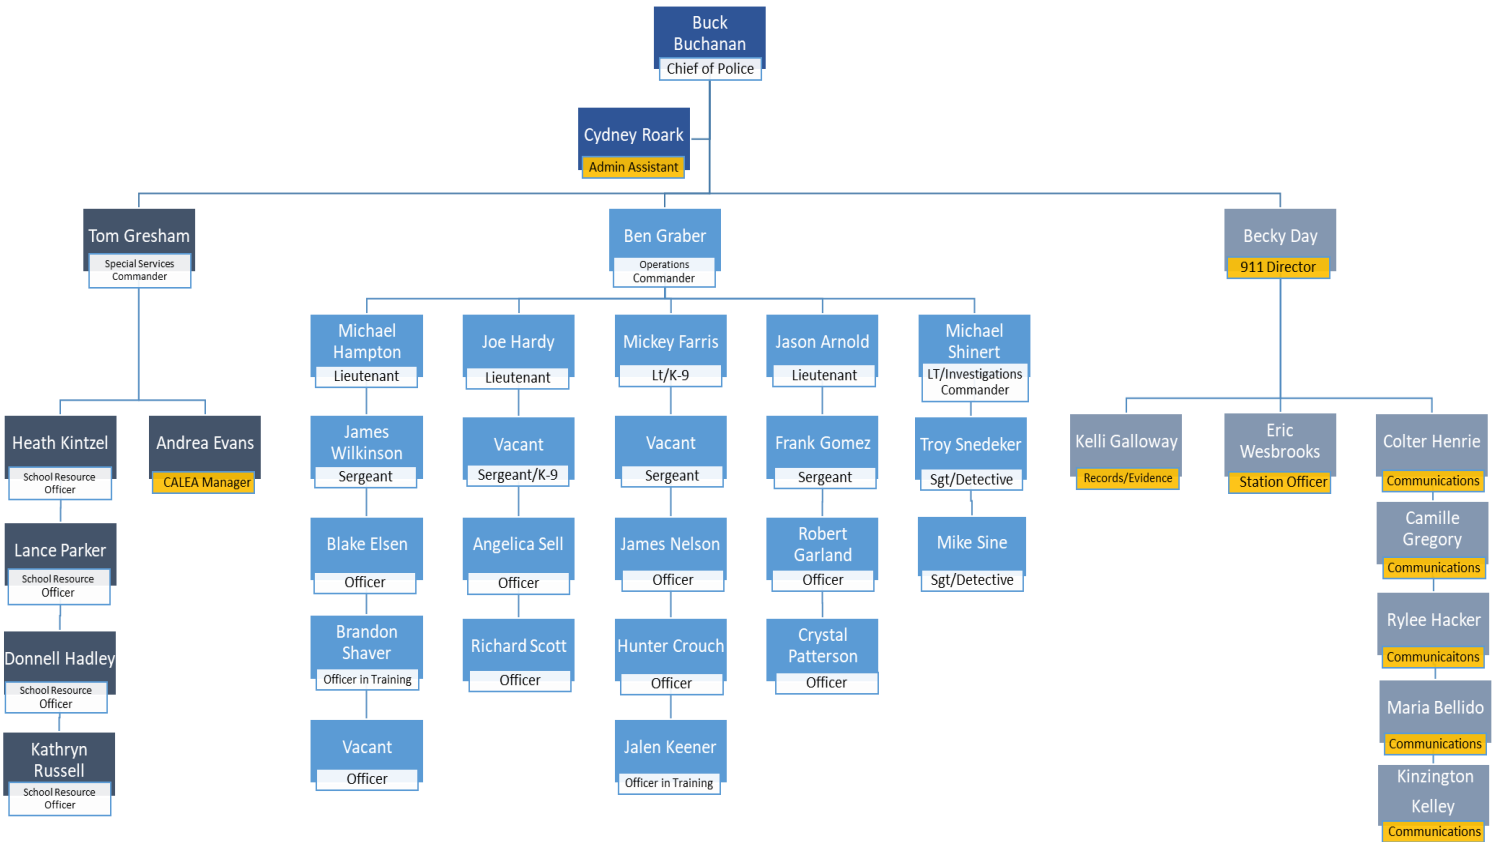 Buck
Buchanan
Chief of Police
Cydney Roark
Admin Assistant
Tom Gresham
Special Services
Commander
Ben Graber
Operations
Commander
Becky Day
911 Director
Michael
Hampton
Lieutenant
Joe Hardy
Lieutenant
Mickey Farris
Lt/K-9
Jason Arnold
Lieutenant
Michael
Shinert
LT/Investigations
Commander
Heath Kintzel
School Resource
Officer
Andrea Evans
CALEA Manager
James
Wilkinson
Sergeant
Vacant
Sergeant/K-9
Vacant
Sergeant
Frank Gomez
Sergeant
Troy Snedeker
Sgt/Detective
Kelli Galloway
Records/Evidence
Eric
Wesbrooks
Station Officer
Colter Henrie
Communications
Lance Parker
School Resource
Officer
Blake Elsen
Officer
Angelica Sell
Officer
James Nelson
Officer
Robert
Garland
Officer
Mike Sine
Sgt/Detective
Camille
Gregory
Communications
Donnell Hadley
School Resource
Officer
Brandon
Shaver
Officer in Training
Richard Scott
Officer
Hunter Crouch
Officer
Crystal
Patterson
Officer
Rylee Hacker
Communicaitons
Kathryn
Russell
School Resource
Officer
Vacant
Officer
Jalen Keener
Officer in Training
Maria Bellido
Communications
Kinzington
Kelley
Communications